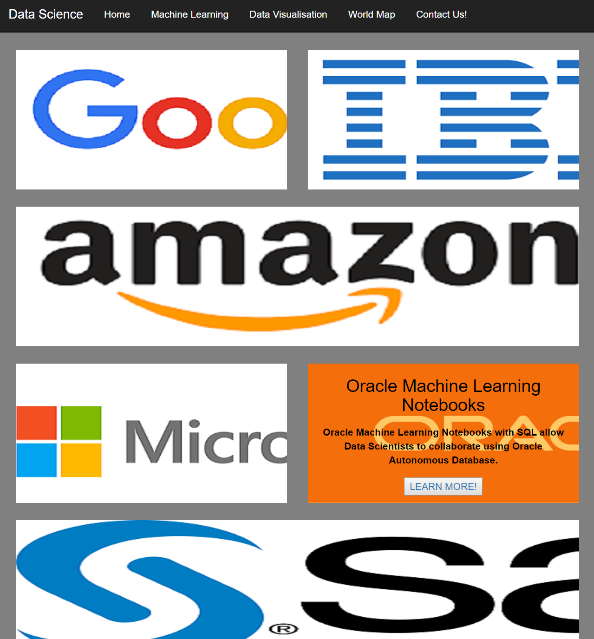 Data Science Home Machine Learning Data Visualisation World Map Contact Us!
Goo IB
amazon
Micro
Oracle Machine Learning
Notebooks
ORAC
Oracle Machine Learning Notebooks with SQL allow
Data Scientists to collaborate using Oracle
Autonomous Database.
LEARN MORE!
® Sa